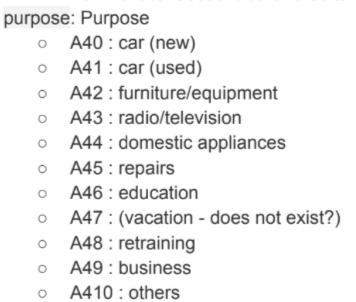 purpose: Purpose
○ A40 : car (new)
○ A41 : car (used)
○ A42 : furniture/equipment
○ A43 : radio/television
○ A44 : domestic appliances
○ A45 : repairs
○ A46 : education
○ A47 : (vacation - does not exist?)
○ A48 : retraining
○ A49 : business
○ A410 : others